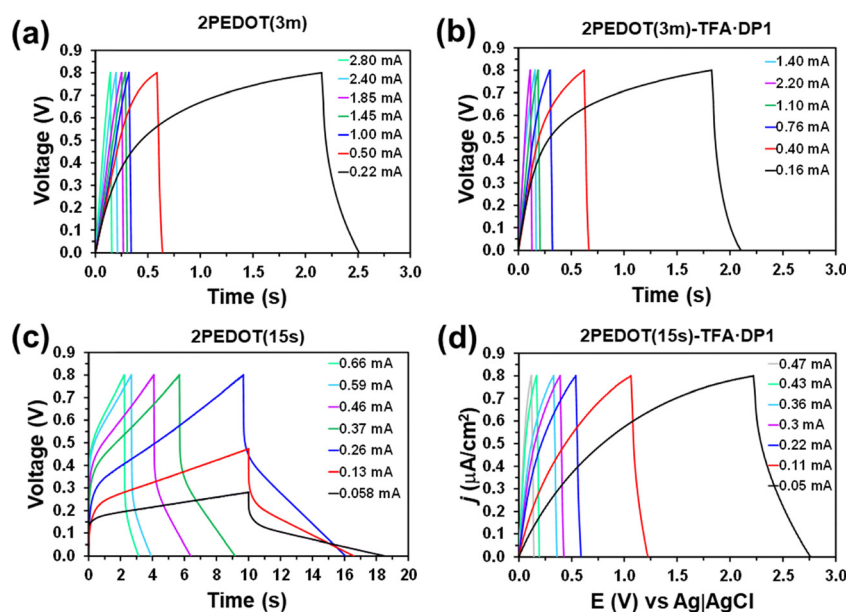 (a)
2PEDOT(3m)
0.9
0.8
0.7
0.6
0.5
0.4
0.3
0.2
0.1
0.0
Voltage (V)
2.80 mA
2.40 mA
1.85 mA
1.45 mA
1.00 mA
0.50 mA
0.22 mA
0.0 0.5 1.0 1.5 2.0 2.5 3.0
Time (s)
(b)
2PEDOT(3m)-TFA·DP1
0.9
0.8
0.7
0.6
0.5
0.4
0.3
0.2
0.1
0.0
Voltage (V)
1.40 mA
2.20 mA
1.10 mA
0.76 mA
0.40 mA
0.16 mA
0.0 0.5 1.0 1.5 2.0 2.5 3.0
Time (s)
(c)
2PEDOT(15s)
0.9
0.8
0.7
0.6
0.5
0.4
0.3
0.2
0.1
0.0
Voltage (V)
0.66 mA
0.59 mA
0.46 mA
0.37 mA
0.26 mA
0.13 mA
0.058 mA
0 2 4 6 8 10 12 14 16 18 20
Time (s)
(d)
2PEDOT(15s)-TFA·DP1
0.9
0.8
0.7
0.6
0.5
0.4
0.3
0.2
0.1
0.0
j (μA/cm²)
0.47 mA
0.43 mA
0.36 mA
0.3 mA
0.22 mA
0.11 mA
0.05 mA
0.0 0.5 1.0 1.5 2.0 2.5 3.0
E (V) vs Ag|AgCl